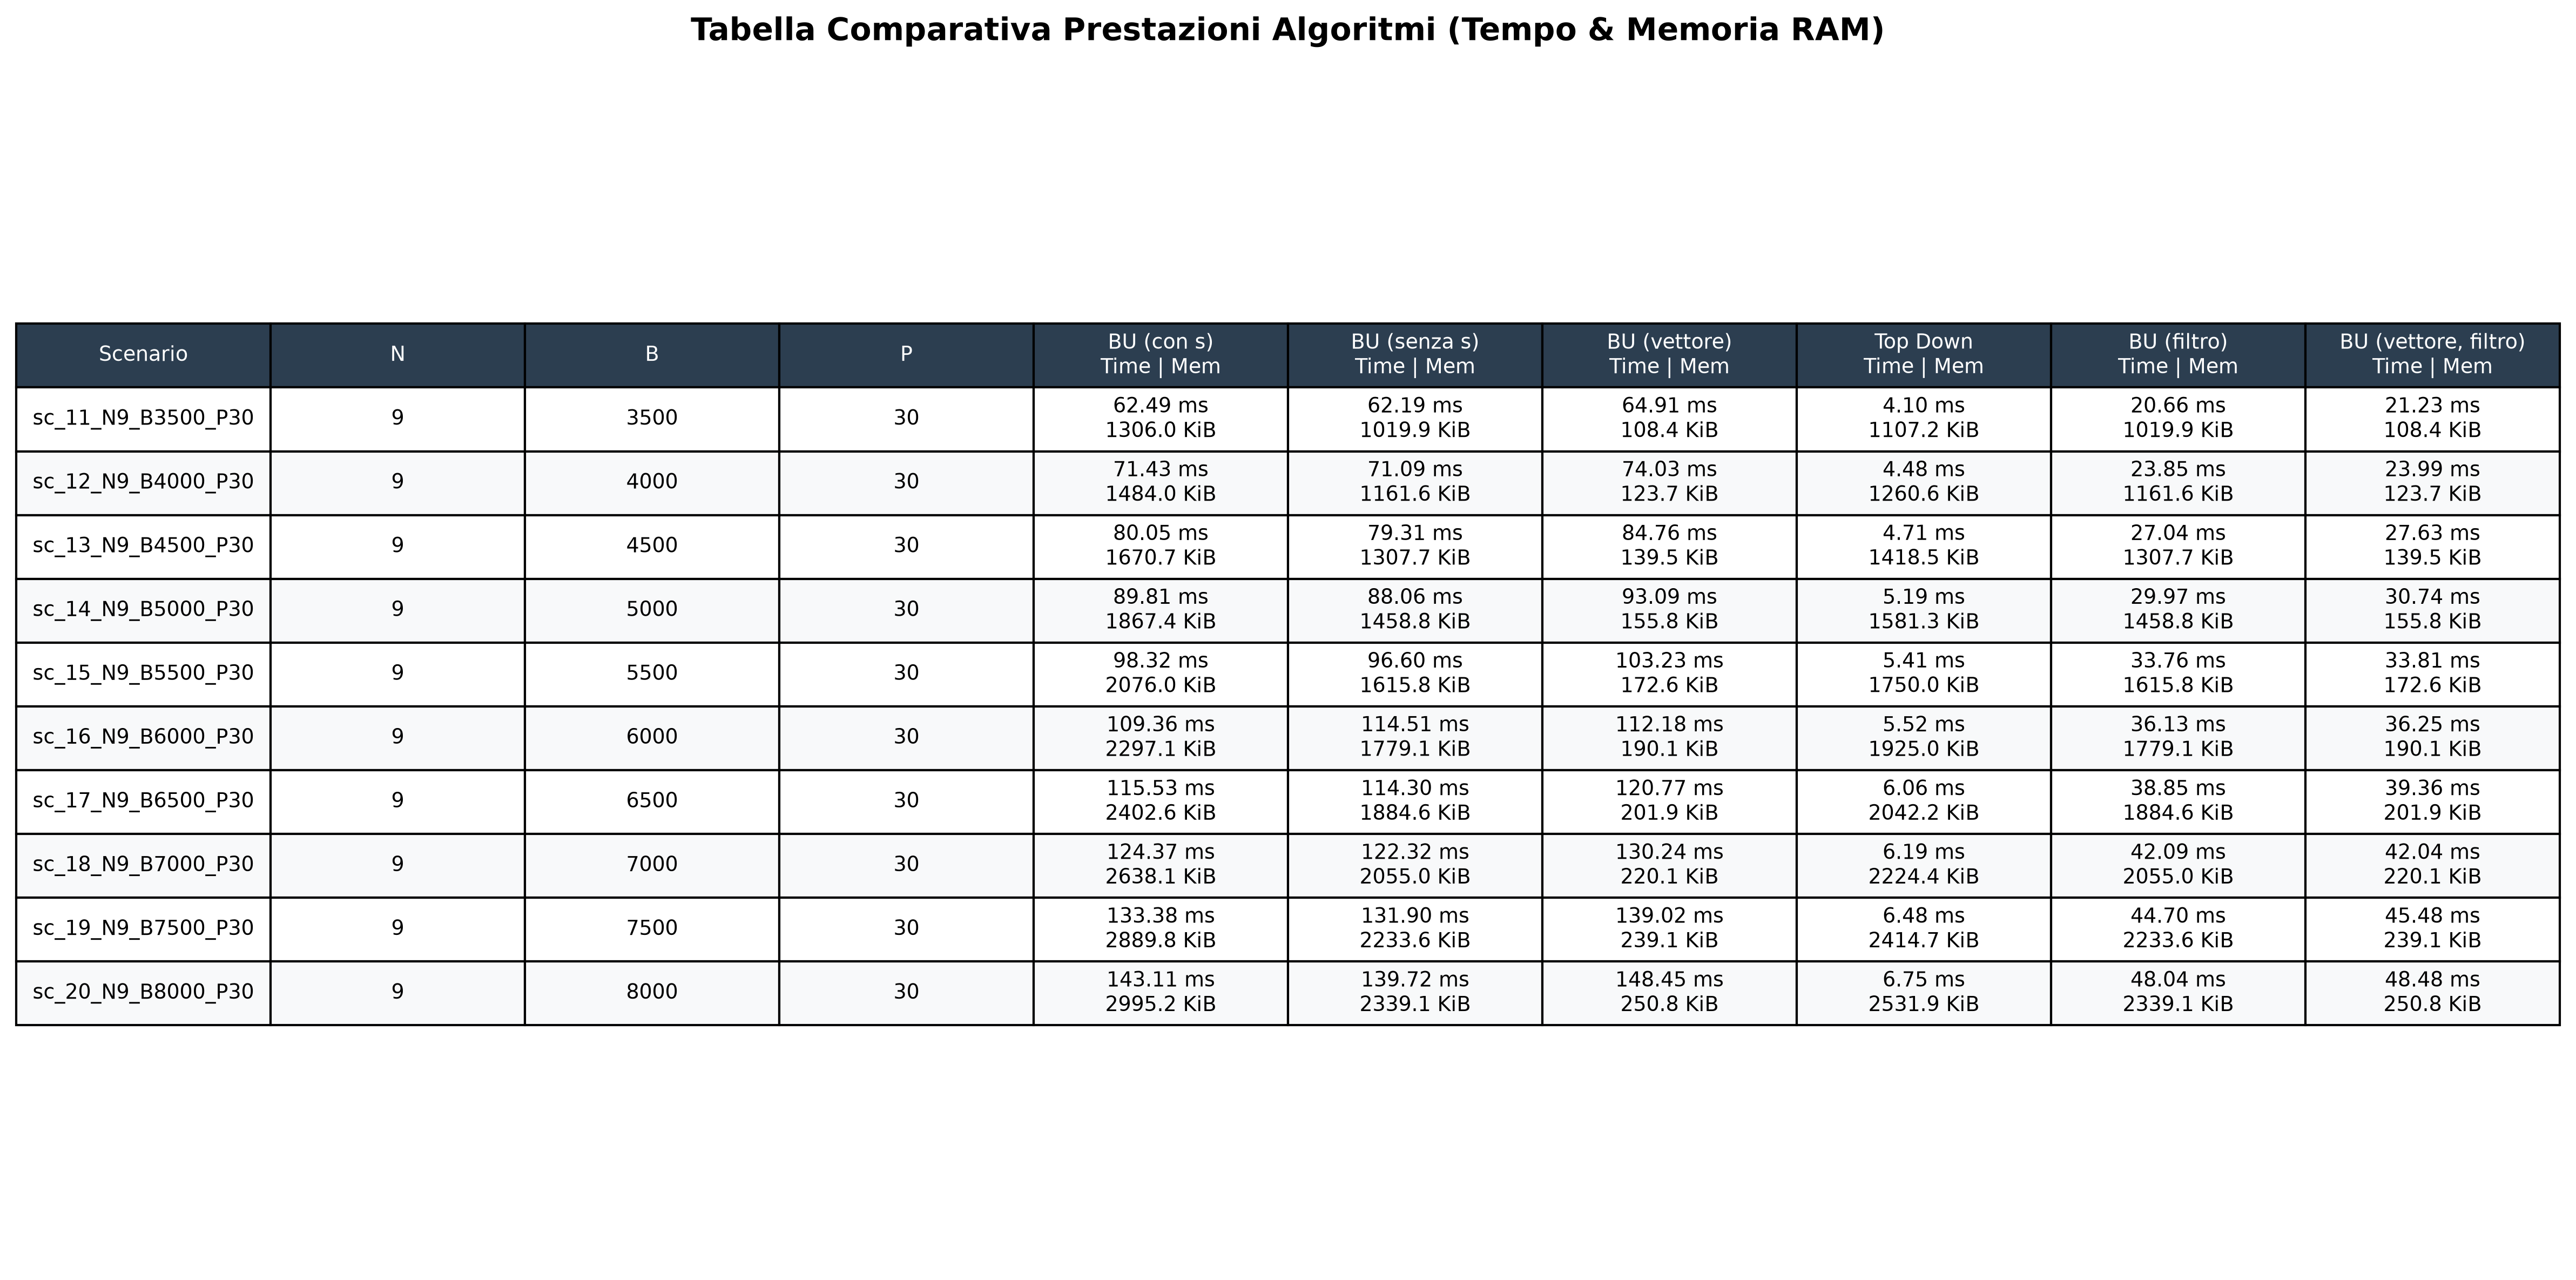 Tabella Comparativa Prestazioni Algoritmi (Tempo & Memoria RAM)
Scenario N B P BU (con s) Time | Mem BU (senza s) Time | Mem BU (vettore) Time | Mem Top Down Time | Mem BU (filtro) Time | Mem BU (vettore, filtro) Time | Mem
sc_11_N9_B3500_P30 9 3500 30 62.49 ms 1306.0 KiB 62.19 ms 1019.9 KiB 64.91 ms 108.4 KiB 4.10 ms 1107.2 KiB 20.66 ms 1019.9 KiB 21.23 ms 108.4 KiB
sc_12_N9_B4000_P30 9 4000 30 71.43 ms 1484.0 KiB 71.09 ms 1161.6 KiB 74.03 ms 123.7 KiB 4.48 ms 1260.6 KiB 23.85 ms 1161.6 KiB 23.99 ms 123.7 KiB
sc_13_N9_B4500_P30 9 4500 30 80.05 ms 1670.7 KiB 79.31 ms 1307.7 KiB 84.76 ms 139.5 KiB 4.71 ms 1418.5 KiB 27.04 ms 1307.7 KiB 27.63 ms 139.5 KiB
sc_14_N9_B5000_P30 9 5000 30 89.81 ms 1867.4 KiB 88.06 ms 1458.8 KiB 93.09 ms 155.8 KiB 5.19 ms 1581.3 KiB 29.97 ms 1458.8 KiB 30.74 ms 155.8 KiB
sc_15_N9_B5500_P30 9 5500 30 98.32 ms 2076.0 KiB 96.60 ms 1615.8 KiB 103.23 ms 172.6 KiB 5.41 ms 1750.0 KiB 33.76 ms 1615.8 KiB 33.81 ms 172.6 KiB
sc_16_N9_B6000_P30 9 6000 30 109.36 ms 2297.1 KiB 114.51 ms 1779.1 KiB 112.18 ms 190.1 KiB 5.52 ms 1925.0 KiB 36.13 ms 1779.1 KiB 36.25 ms 190.1 KiB
sc_17_N9_B6500_P30 9 6500 30 115.53 ms 2402.6 KiB 114.30 ms 1884.6 KiB 120.77 ms 201.9 KiB 6.06 ms 2042.2 KiB 38.85 ms 1884.6 KiB 39.36 ms 201.9 KiB
sc_18_N9_B7000_P30 9 7000 30 124.37 ms 2638.1 KiB 122.32 ms 2055.0 KiB 130.24 ms 220.1 KiB 6.19 ms 2224.4 KiB 42.09 ms 2055.0 KiB 42.04 ms 220.1 KiB
sc_19_N9_B7500_P30 9 7500 30 133.38 ms 2889.8 KiB 131.90 ms 2233.6 KiB 139.02 ms 239.1 KiB 6.48 ms 2414.7 KiB 44.70 ms 2233.6 KiB 45.48 ms 239.1 KiB
sc_20_N9_B8000_P30 9 8000 30 143.11 ms 2995.2 KiB 139.72 ms 2339.1 KiB 148.45 ms 250.8 KiB 6.75 ms 2531.9 KiB 48.04 ms 2339.1 KiB 48.48 ms 250.8 KiB